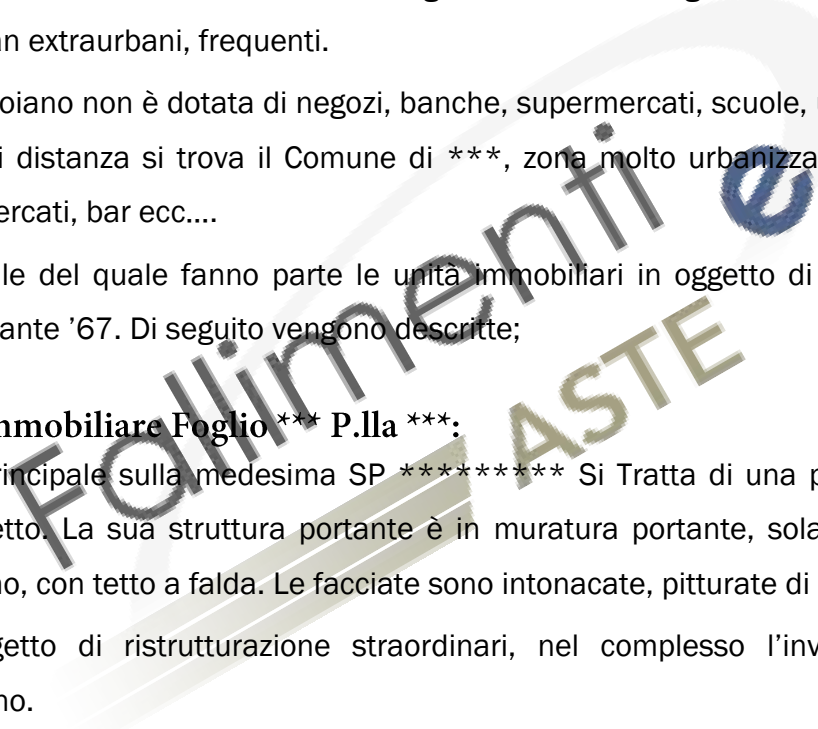 an extraurbani, frequenti.
oiano non è dotata di negozi, banche, supermercati, scuole,
i distanza si trova il Comune di ***, zona molto urbanizza
ercati, bar ecc....
le del quale fanno parte le unità immobiliari in oggetto di
ante ’67. Di seguito vengono descritte;
mmobiliare Foglio *** P.lla ***:
rincipale sulla medesima SP ********* Si Tratta di una p
etto. La sua struttura portante è in muratura portante, sola
no, con tetto a falda. Le facciate sono intonacate, pitturate di
getto di ristrutturazione straordinari, nel complesso l’inv
no.
Fallimenti e
ASTE